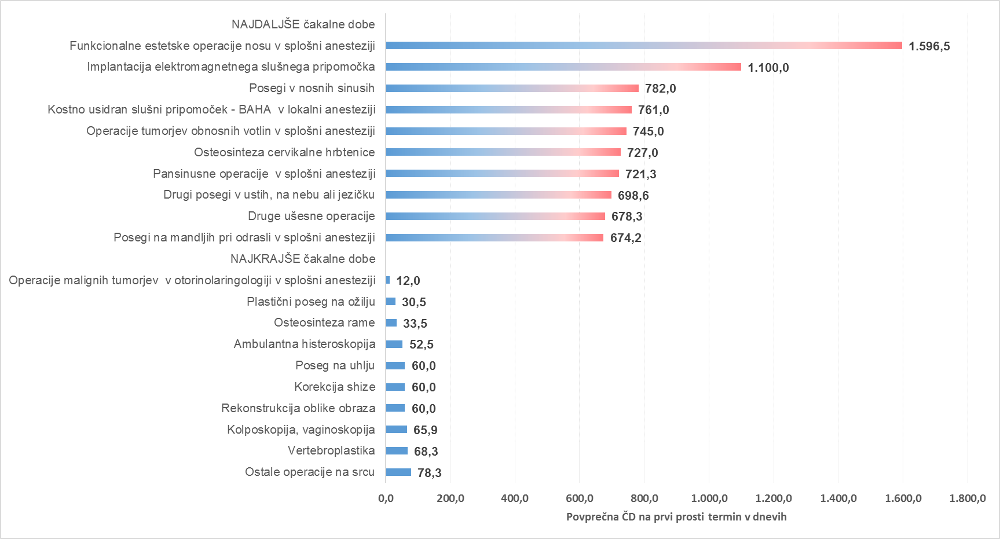 NAJDALJŠE čakalne dobe
Funkcionalne estetske operacije nosu v splošni anesteziji 1.596,5
Implantacija elektromagnetnega slušnega pripomočka 1.100,0
Posegi v nosnih sinusih 782,0
Kostno usidran slušni pripomoček - BAHA v lokalni anesteziji 761,0
Operacije tumorjev obnosnih votlin v splošni anesteziji 745,0
Osteosinteza cervikalne hrbtenice 727,0
Pansinusne operacije v splošni anesteziji 721,3
Drugi posegi v ustih, na nebu ali jezičku 698,6
Druge ušesne operacije 678,3
Posegi na mandljih pri odrasli v splošni anesteziji 674,2
NAJKRAJŠE čakalne dobe
Operacije malignih tumorjev v otorinolaringologiji v splošni anesteziji 12,0
Plastični poseg na ožilju 30,5
Osteosinteza rame 33,5
Ambulantna histeroskopija 52,5
Poseg na uhlju 60,0
Korekcija shize 60,0
Rekonstrukcija oblike obraza 60,0
Kolposkopija, vaginoskopija 65,9
Vertebroplastika 68,3
Ostale operacije na srcu 78,3
0,0 200,0 400,0 600,0 800,0 1.000,0 1.200,0 1.400,0 1.600,0 1.800,0
Povprečna ČD na prvi prosti termin v dnevih